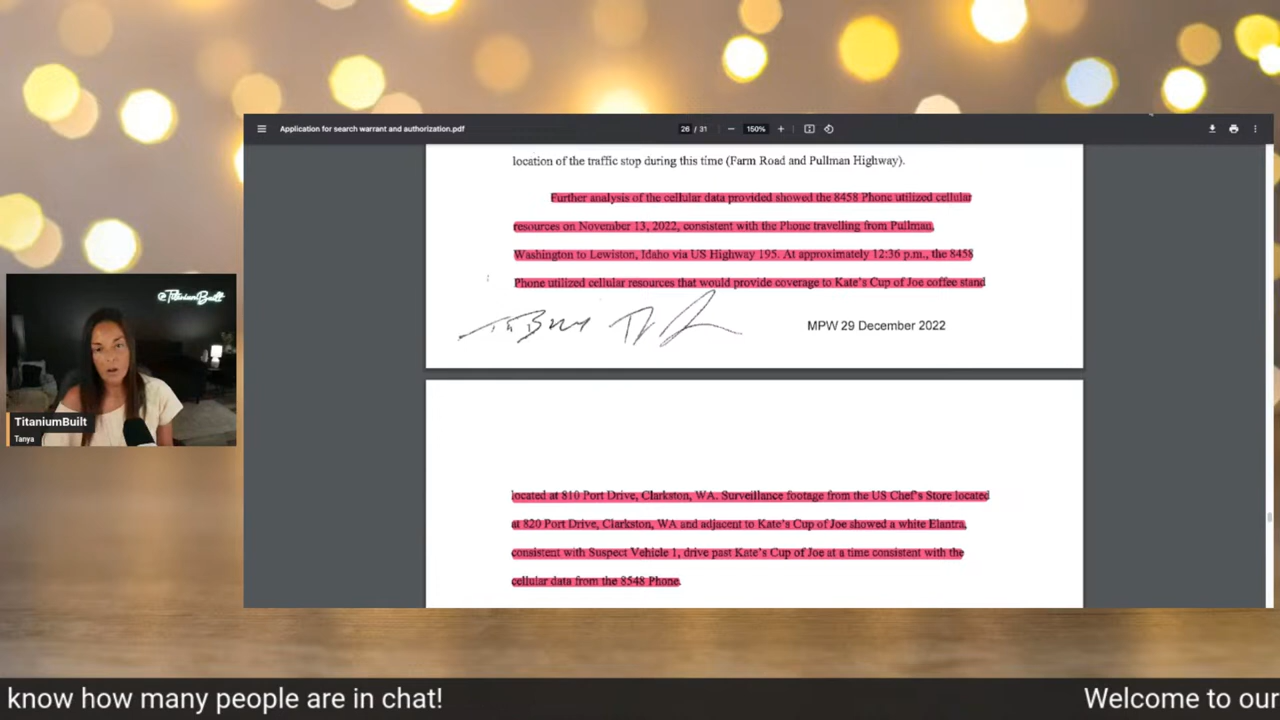 Application for search warrant and authorization.pdf
26 / 31
150%
location of the traffic stop during this time (Farm Road and Pullman Highway).
Further analysis of the cellular data provided showed the 8458 Phone utilized cellular
resources on November 13, 2022, consistent with the Phone travelling from Pullman,
Washington to Lewiston, Idaho via US Highway 195. At approximately 12:36 p.m., the 8458
Phone utilized cellular resources that would provide coverage to Kate's Cup of Joe coffee stand
MPW 29 December 2022
located at 810 Port Drive, Clarkston, WA. Surveillance footage from the US Chef's Store located
at 820 Port Drive, Clarkston, WA and adjacent to Kate's Cup of Joe showed a white Elantra,
consistent with Suspect Vehicle 1, drive past Kate's Cup of Joe at a time consistent with the
cellular data from the 8548 Phone.
@TitaniumBuilt
TitaniumBuilt
Tanya
know how many people are in chat!
Welcome to our